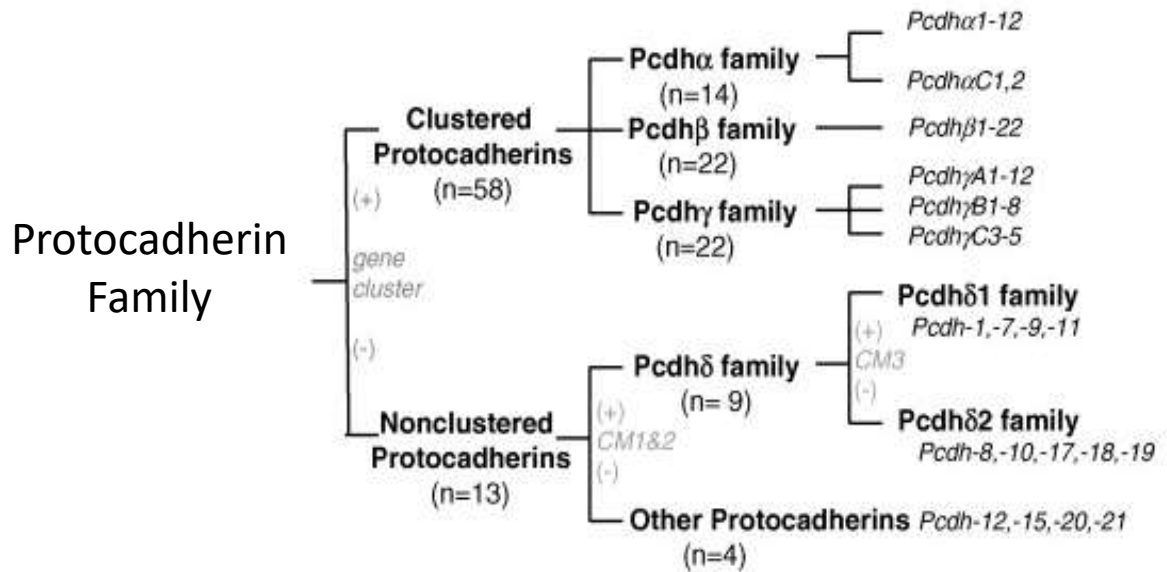 Protocadherin
Family
(+)
gene
cluster
(-)
Clustered
Protocadherins
(n=58)
Pcdhα family
(n=14)
Pcdhα1-12
PcdhαC1,2
Pcdhβ family
(n=22)
Pcdhβ1-22
Pcdhγ family
(n=22)
PcdhγA1-12
PcdhγB1-8
PcdhγC3-5
Nonclustered
Protocadherins
(n=13)
(+)
CM1&2
(-)
Pcdhδ family
(n= 9)
(+)
CM3
(-)
Pcdhδ1 family
Pcdh-1,-7,-9,-11
Pcdhδ2 family
Pcdh-8,-10,-17,-18,-19
Other Protocadherins Pcdh-12,-15,-20,-21
(n=4)